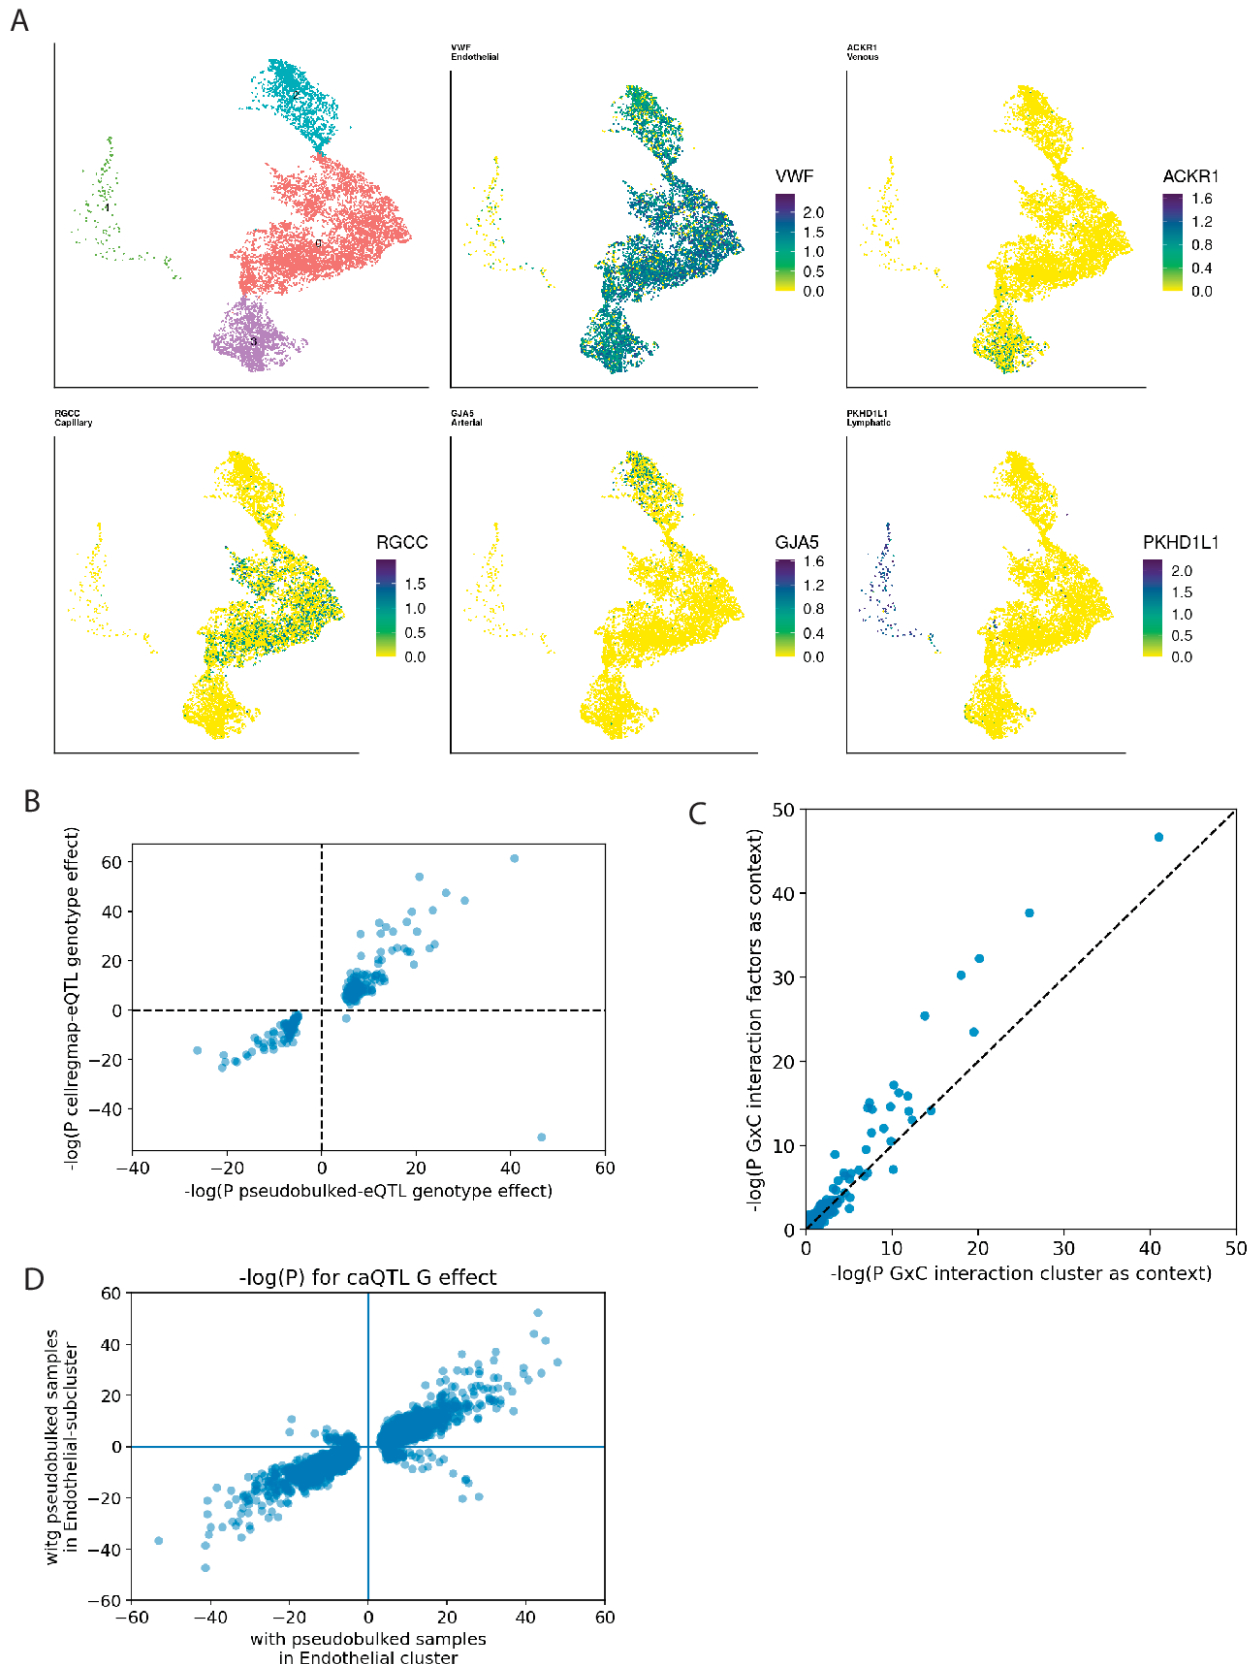 A
VWF
Endothelial
ACKR1
Venous
2
1
0
3
VWF
2.0
1.5
1.0
0.5
0.0
ACKR1
1.6
1.2
0.8
0.4
0.0
RGCC
Capillary
GJA5
Arterial
PKHD1L1
Lymphatic
RGCC
1.5
1.0
0.5
0.0
GJA5
1.6
1.2
0.8
0.4
0.0
PKHD1L1
2.0
1.5
1.0
0.5
0.0
B
-log(P cellregmap-eQTL genotype effect)
60
40
20
0
−20
−40
−40 −20 0 20 40 60
-log(P pseudobulked-eQTL genotype effect)
C
-log(P GxC interaction factors as context)
50
40
30
20
10
0
0 10 20 30 40 50
-log(P GxC interaction cluster as context)
D
-log(P) for caQTL G effect
witg pseudobulked samples
in Endothelial-subcluster
60
40
20
0
−20
−40
−60
−60 −40 −20 0 20 40 60
with pseudobulked samples
in Endothelial cluster